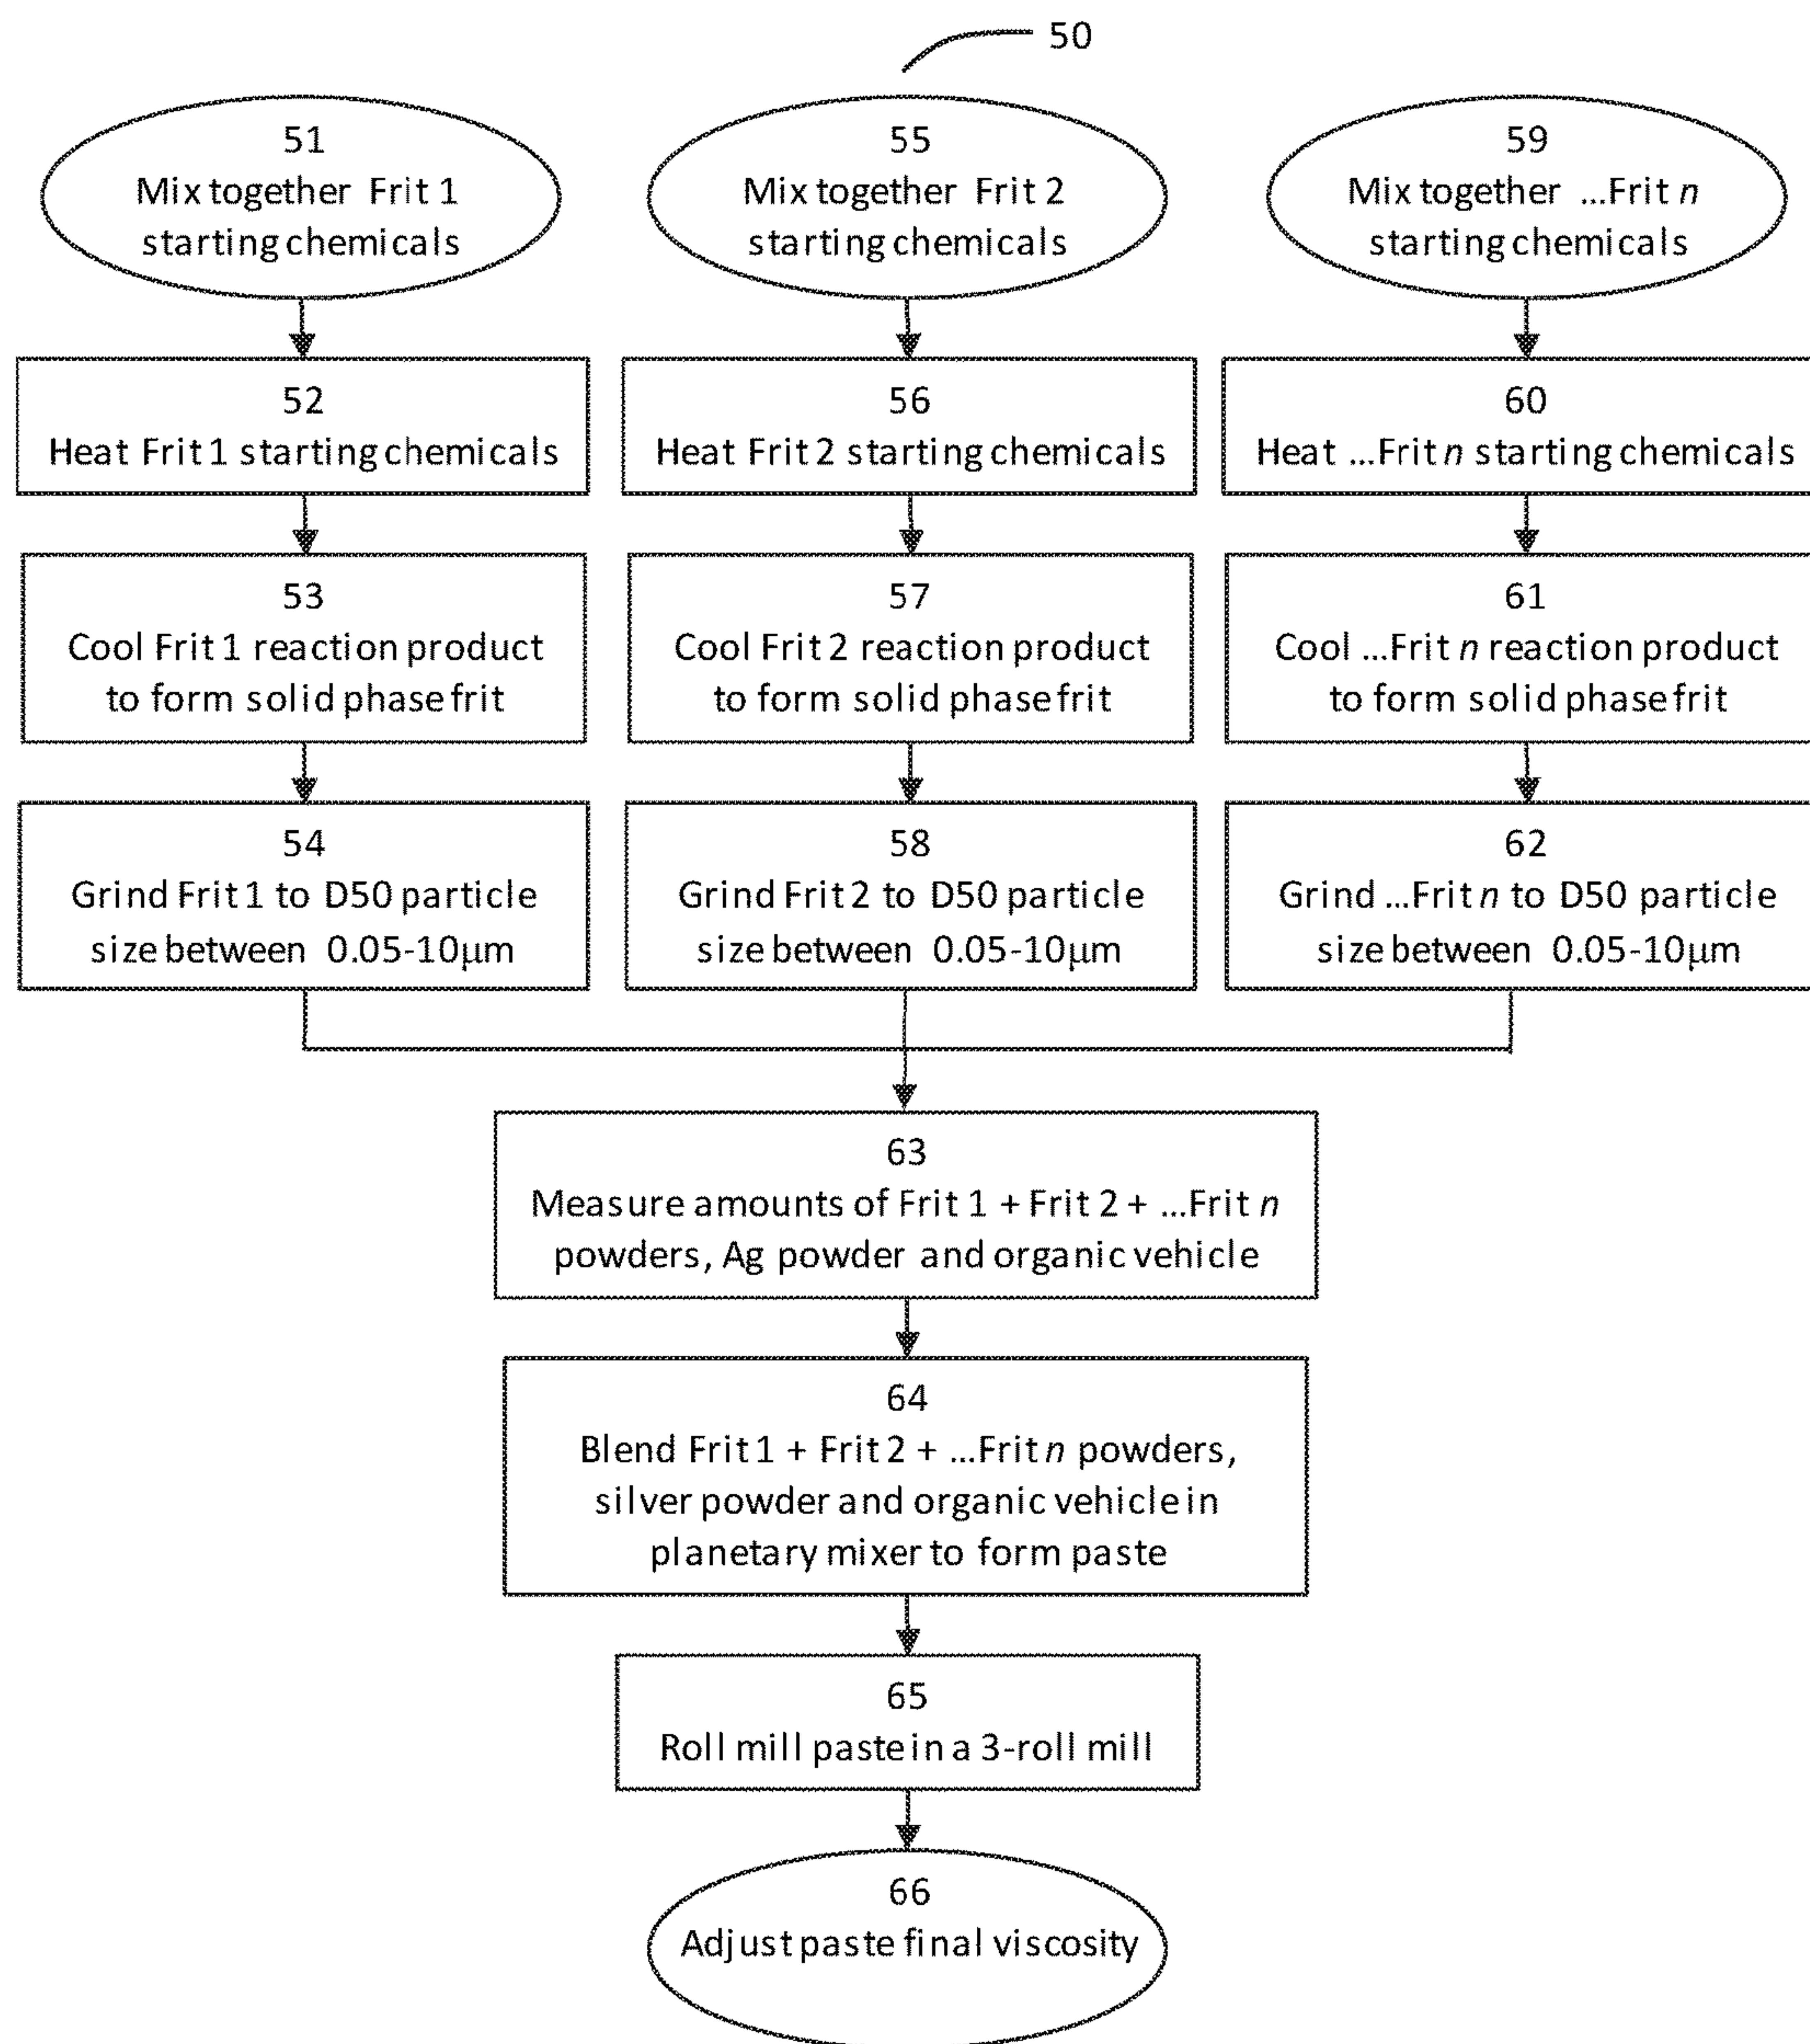 50
51
Mix together Frit 1
starting chemicals
52
Heat Frit 1 starting chemicals
53
Cool Frit 1 reaction product
to form solid phase frit
54
Grind Frit 1 to D50 particle
size between 0.05-10μm
55
Mix together Frit 2
starting chemicals
56
Heat Frit 2 starting chemicals
57
Cool Frit 2 reaction product
to form solid phase frit
58
Grind Frit 2 to D50 particle
size between 0.05-10μm
59
Mix together ...Frit n
starting chemicals
60
Heat ...Frit n starting chemicals
61
Cool ...Frit n reaction product
to form solid phase frit
62
Grind ...Frit n to D50 particle
size between 0.05-10μm
63
Measure amounts of Frit 1 + Frit 2 + ...Frit n
powders, Ag powder and organic vehicle
64
Blend Frit 1 + Frit 2 + ...Frit n powders,
silver powder and organic vehicle in
planetary mixer to form paste
65
Roll mill paste in a 3-roll mill
66
Adjust paste final viscosity